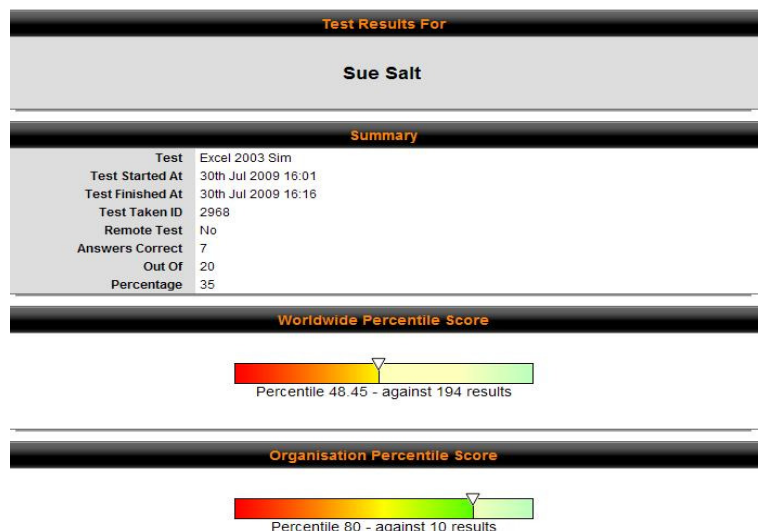 Test Results For
Sue Salt
Summary
Test Excel 2003 Sim
Test Started At 30th Jul 2009 16:01
Test Finished At 30th Jul 2009 16:16
Test Taken ID 2968
Remote Test No
Answers Correct 7
Out Of 20
Percentage 35
Worldwide Percentile Score
Percentile 48.45 - against 194 results
Organisation Percentile Score
Percentile 80 - against 10 results